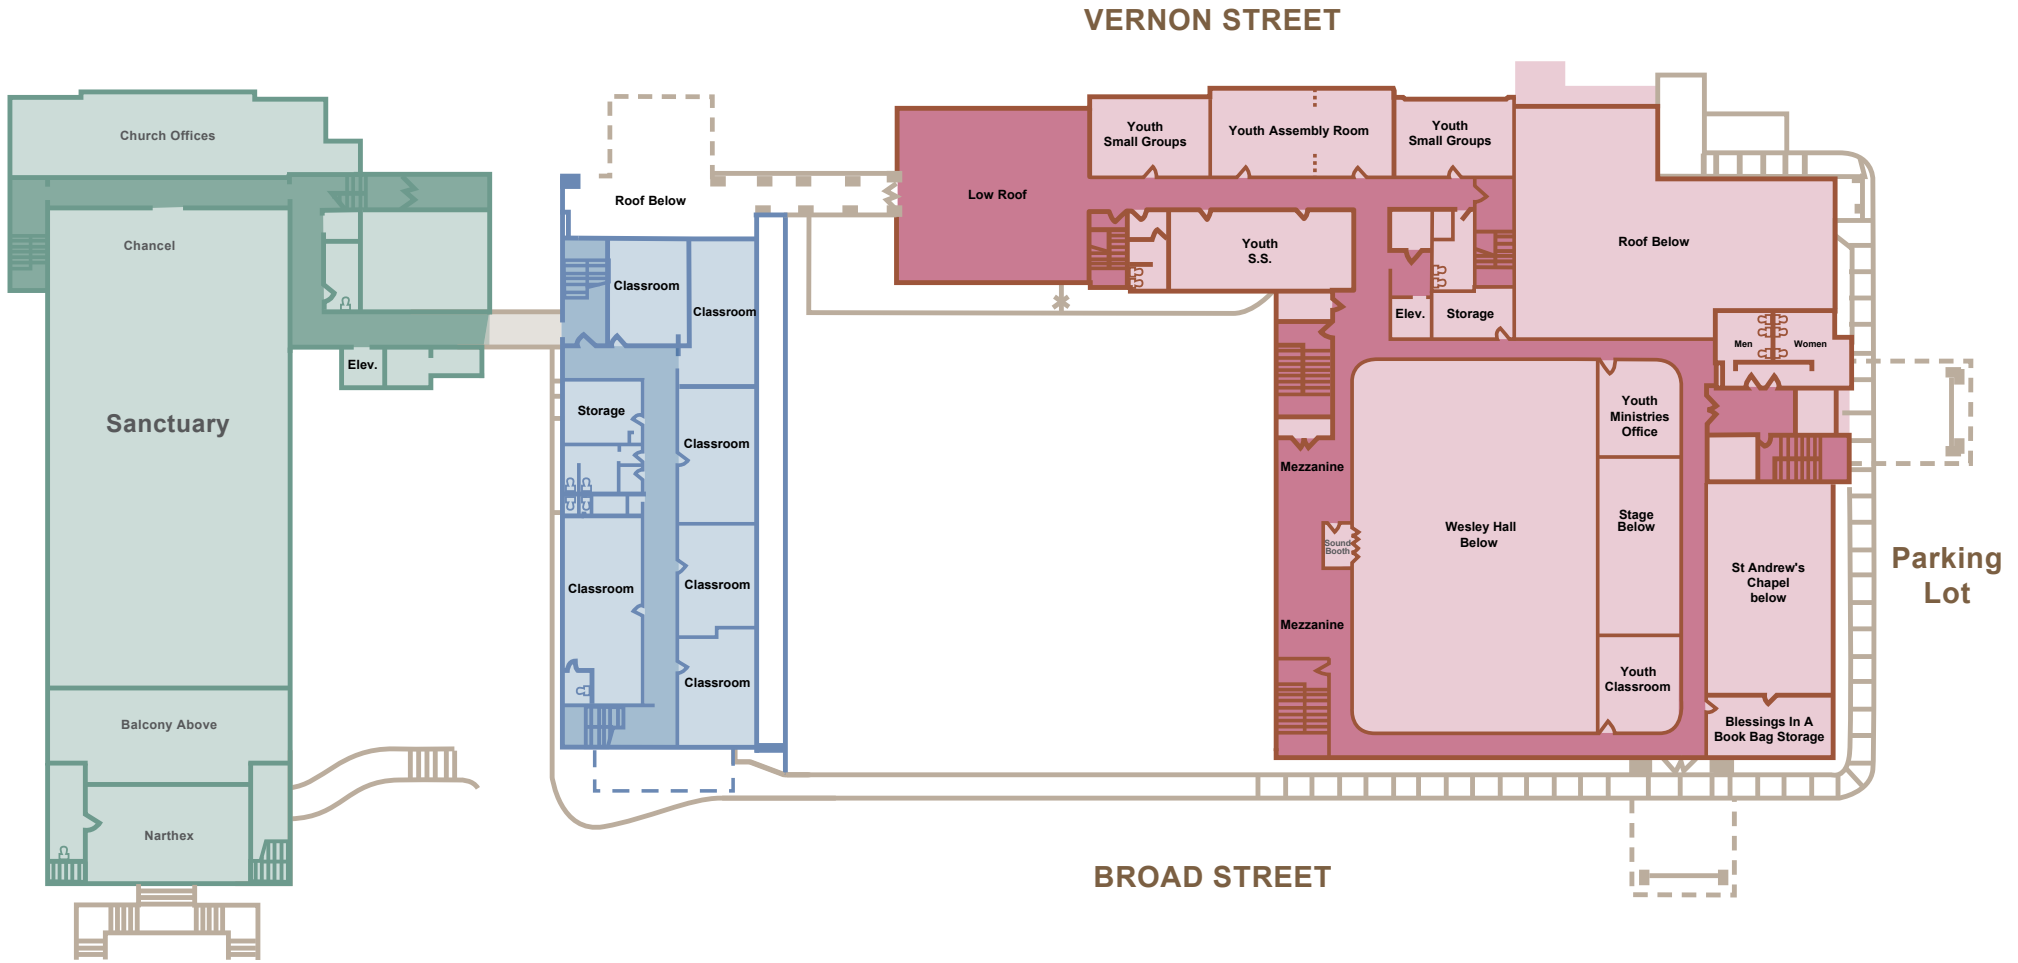 VERNON STREET
Church Offices
Chancel
Elev.
Sanctuary
Balcony Above
Narthex
Roof Below
Classroom
Classroom
Storage
Classroom
Classroom
Classroom
Classroom
Low Roof
Youth
Small Groups
Youth Assembly Room
Youth
Small Groups
Youth
S.S.
Roof Below
Elev.
Storage
Men
Women
Mezzanine
Youth
Ministries
Office
Wesley Hall
Below
Stage
Below
Sound
Booth
St Andrew's
Chapel
below
Parking
Lot
Mezzanine
Youth
Classroom
Blessings In A
Book Bag Storage
BROAD STREET